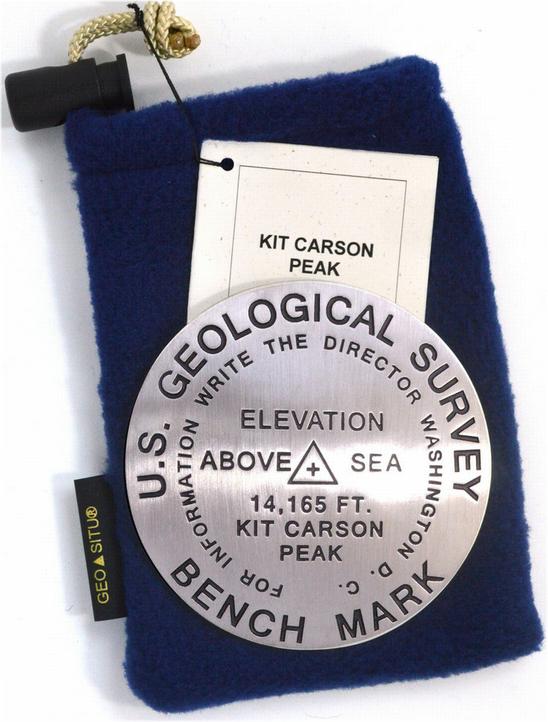 KIT CARSON
PEAK
U.S. GEOLOGICAL SURVEY
FOR INFORMATION WRITE THE DIRECTOR WASHINGTON D. C.
ELEVATION
ABOVE SEA
14,165 FT.
KIT CARSON
PEAK
BENCH MARK
GEO▲SITU®